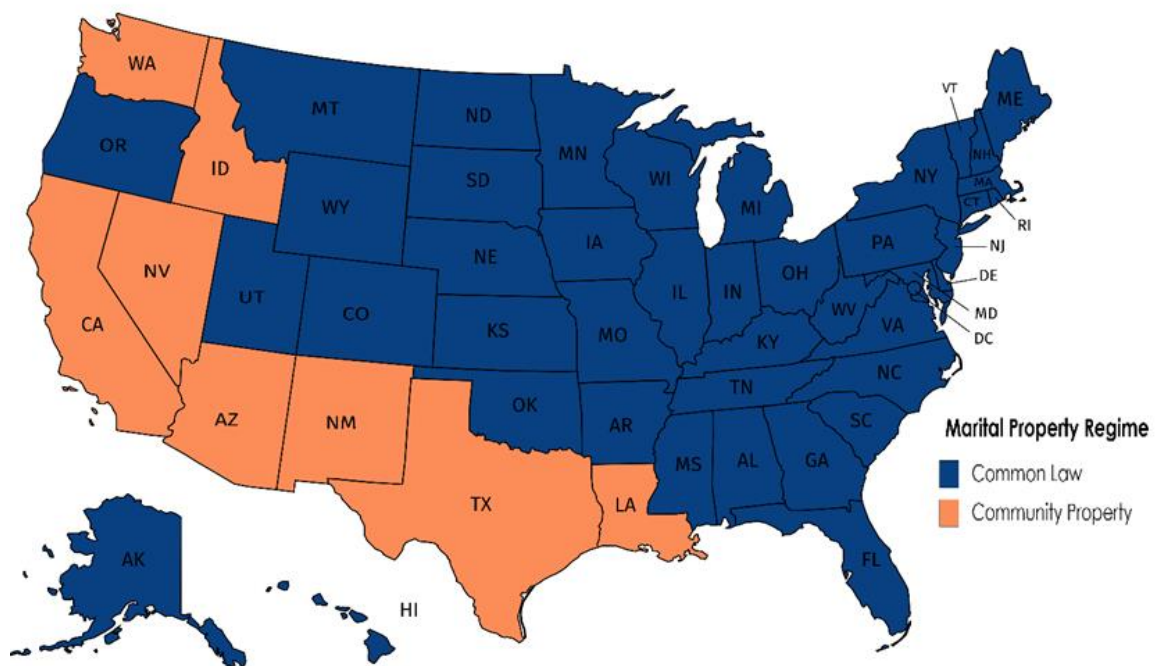 WA
MT
ND
MN
VT
ME
OR
ID
SD
WI
NH
NY
MA
CT
WY
MI
RI
IA
PA
NJ
NE
NV
OH
DE
UT
IL
IN
CO
WV
MD
CA
KS
MO
VA
DC
KY
NC
TN
AZ
NM
OK
AR
SC
Marital Property Regime
MS
AL
GA
Common Law
TX
LA
Community Property
AK
FL
HI